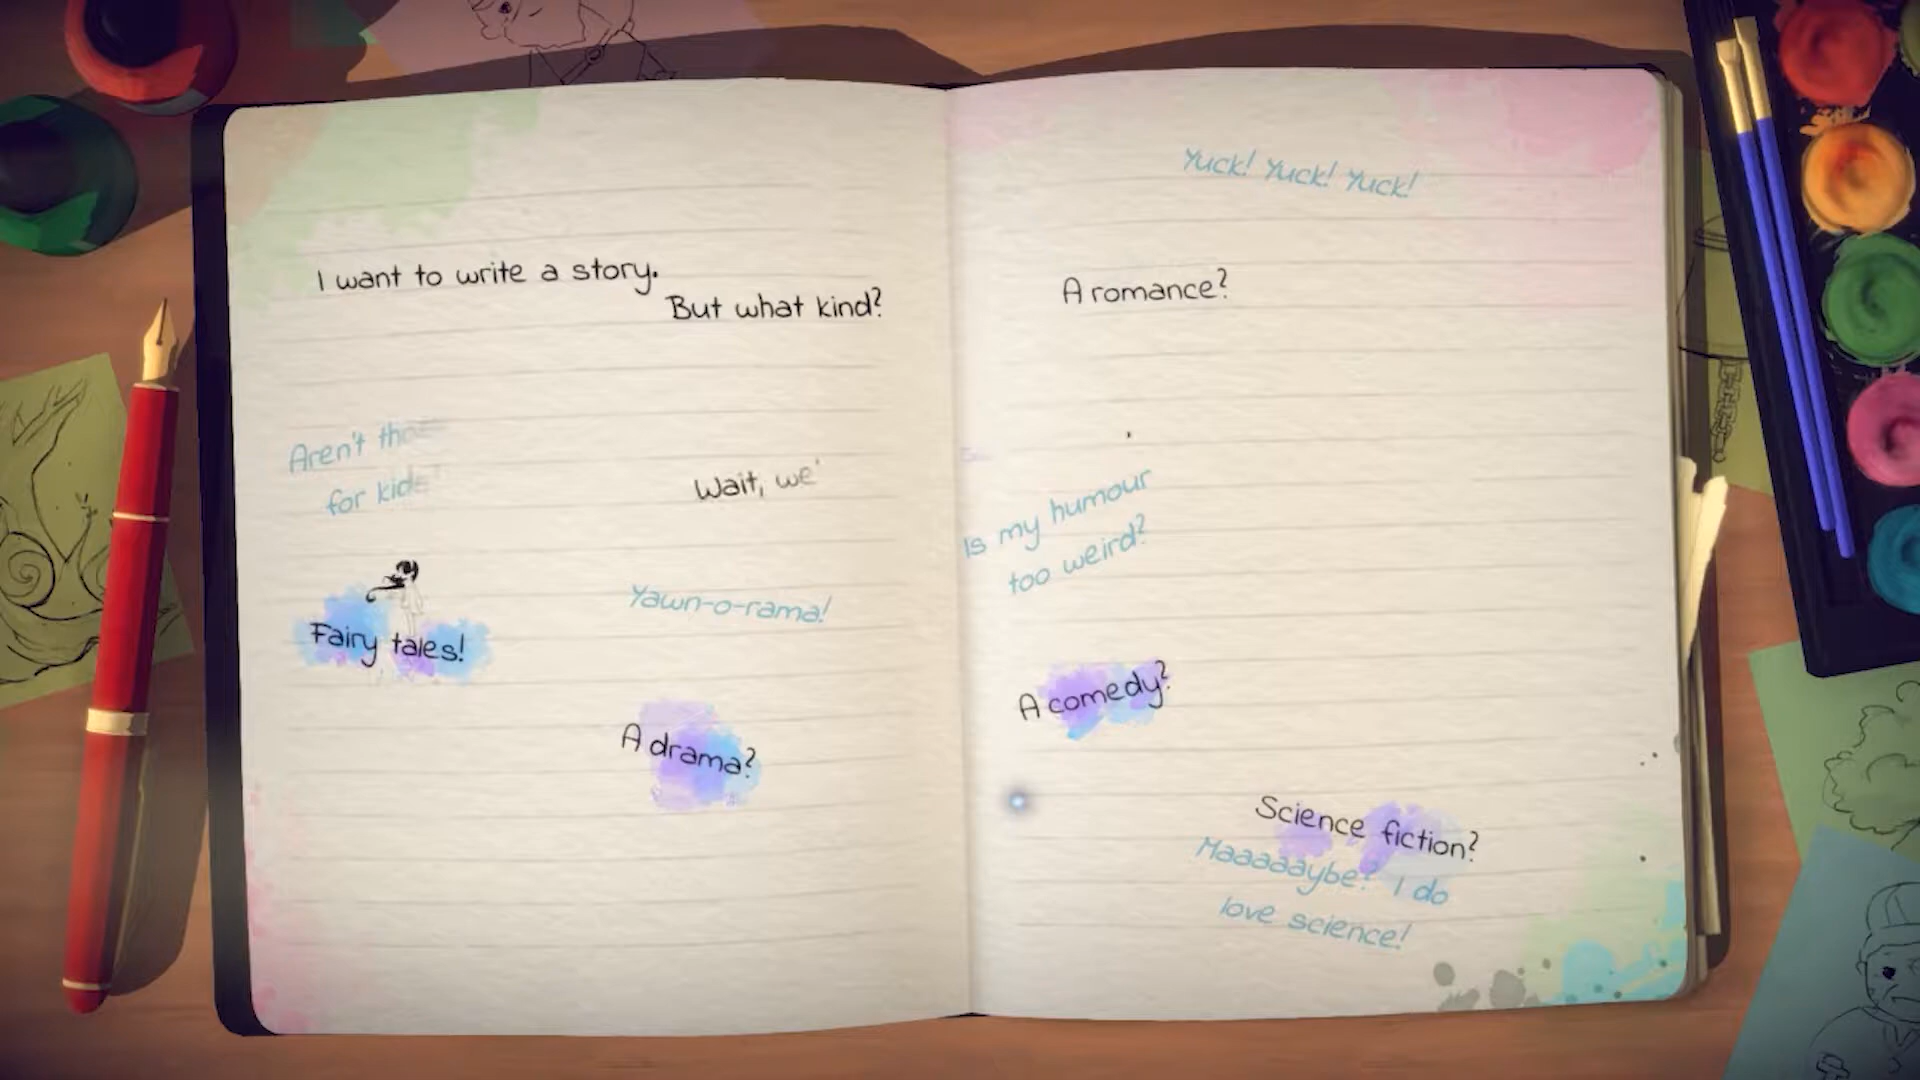 I want to write a story.
But what kind?
Aren't
for
Wait,
Fairy tales!
Yawn-o-rama!
A drama?
Yuck! Yuck! Yuck!
A romance?
Is my humour
too weird?
A comedy?
Science fiction?
Maaaaaybe? I do
love science!